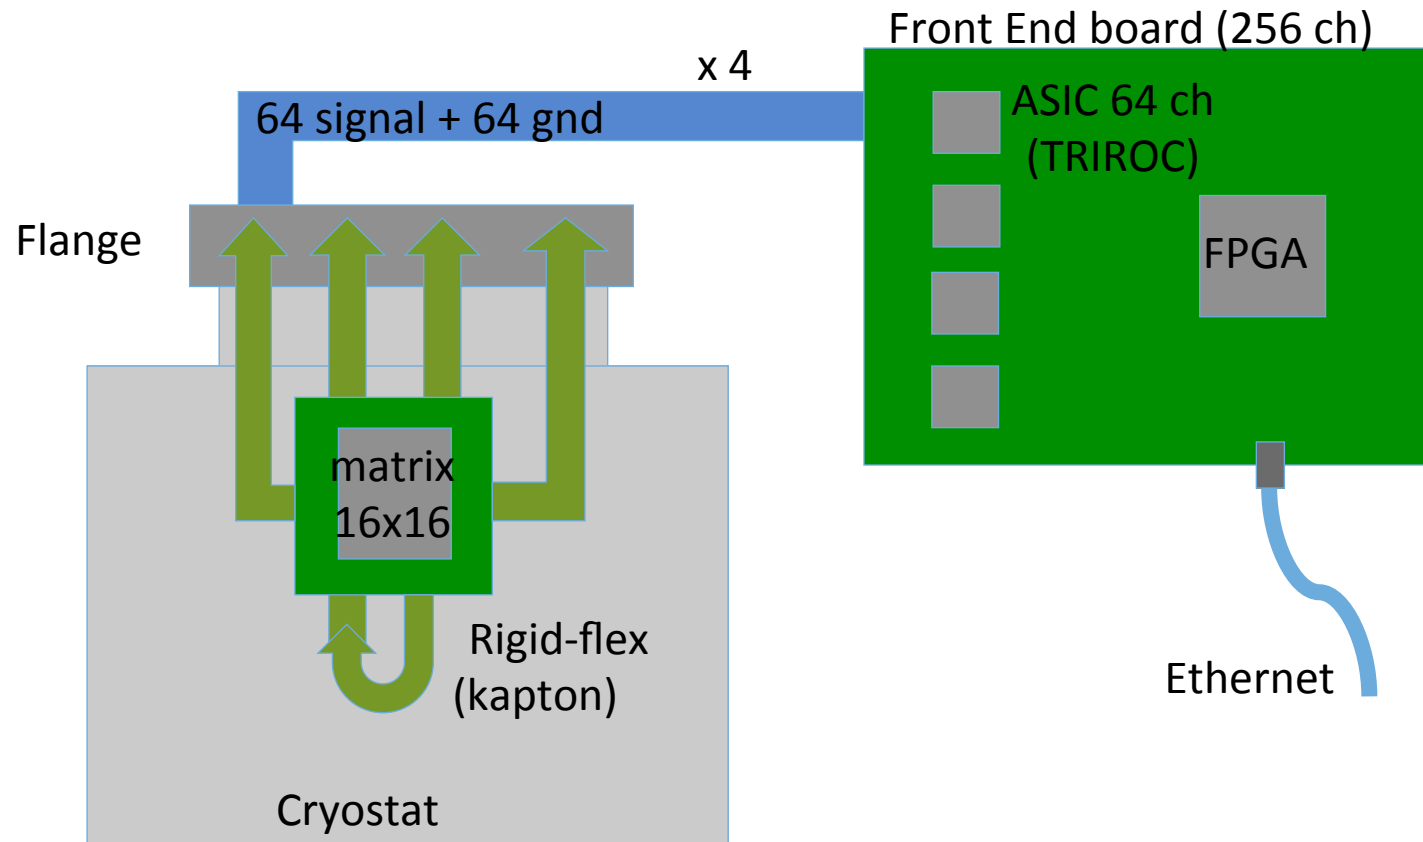 Front End board (256 ch)
x 4
64 signal + 64 gnd
ASIC 64 ch
(TRIROC)
Flange
FPGA
matrix
16x16
Rigid-flex
(kapton)
Ethernet
Cryostat